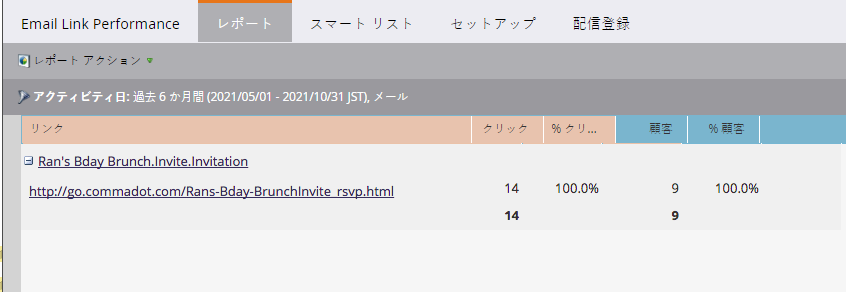 Email Link Performance レポート スマート リスト セットアップ 配信登録
レポート アクション
アクティビティ日: 過去 6 か月間 (2021/05/01 - 2021/10/31 JST), メール
リンク クリック % クリ... 顧客 % 顧客
Ran's Bday Brunch.Invite.Invitation
http://go.commadot.com/Rans-Bday-BrunchInvite_rsvp.html 14 100.0% 9 100.0%
14 9